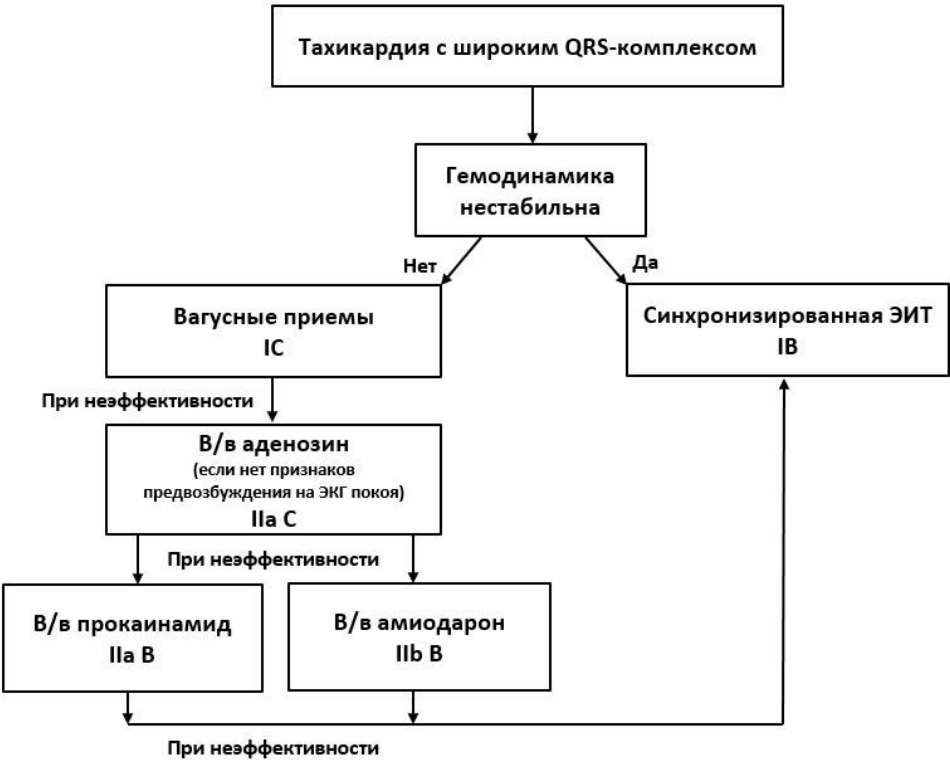 Тахикардия с широким QRS-комплексом
Гемодинамика
нестабильна
Нет
Да
Вагусные приемы
IC
Синхронизированная ЭИТ
IB
При неэффективности
В/в аденозин
(если нет признаков
предвозбуждения на ЭКГ покоя)
IIa C
При неэффективности
В/в прокаинамид
IIa B
В/в амиодарон
IIb B
При неэффективности